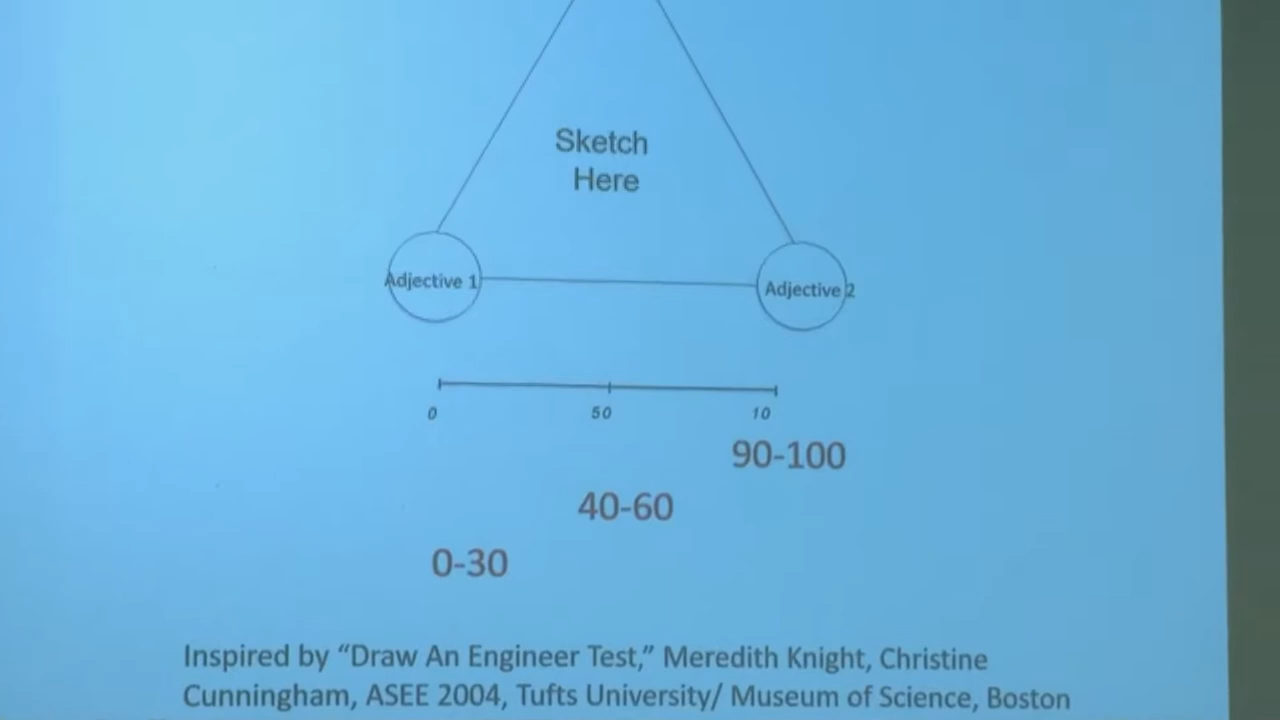 Sketch
Here
Adjective 1
Adjective 2
0 50 10
90-100
40-60
0-30
Inspired by “Draw An Engineer Test,” Meredith Knight, Christine
Cunningham, ASEE 2004, Tufts University/ Museum of Science, Boston